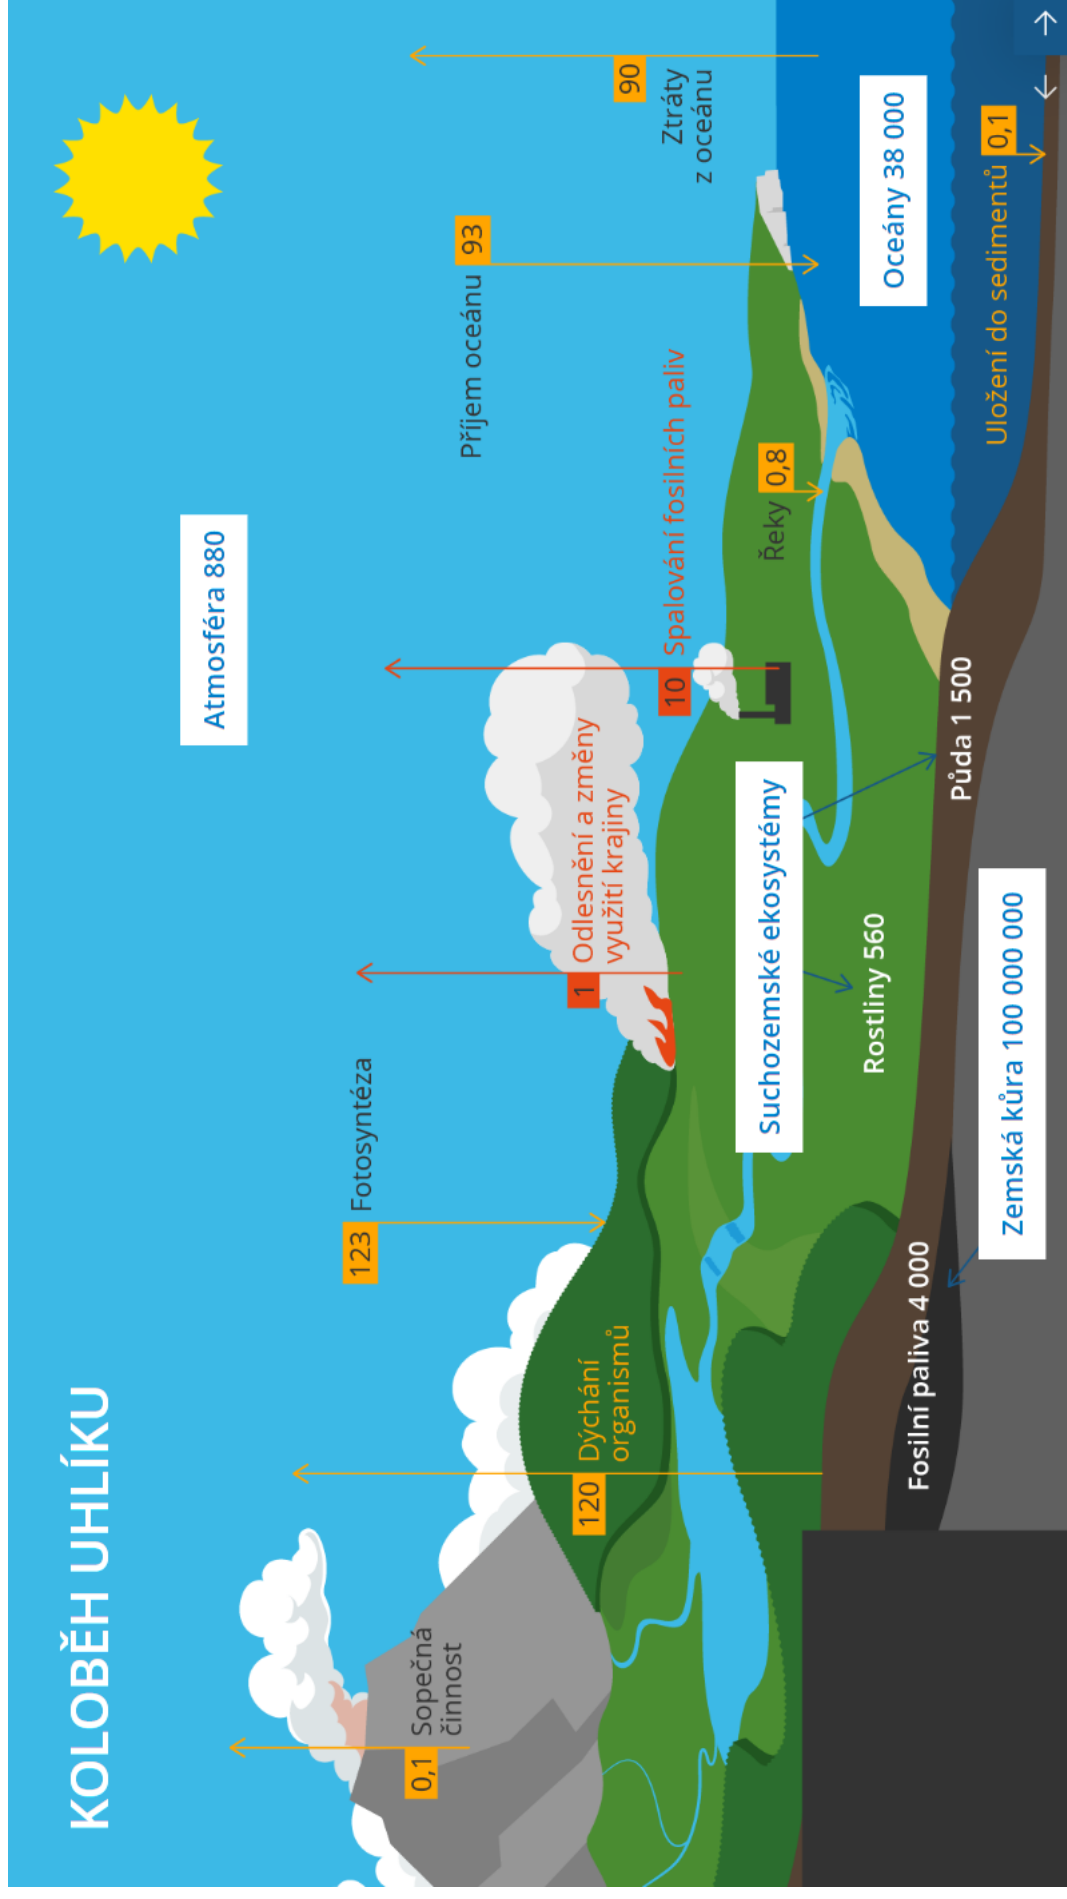 KOLOBĚH UHLÍKU
Atmosféra 880
0,1
Sopečná
činnost
120
Dýchání
organismů
123
Fotosyntéza
1
Odlesnění a změny
využití krajiny
10
Spalování fosilních paliv
Příjem oceánu
93
90
Ztráty
z oceánu
Řeky
0,8
Suchozemské ekosystémy
Rostliny 560
Půda 1 500
Oceány 38 000
Uložení do sedimentů
0,1
Fosilní paliva 4 000
Zemská kůra 100 000 000